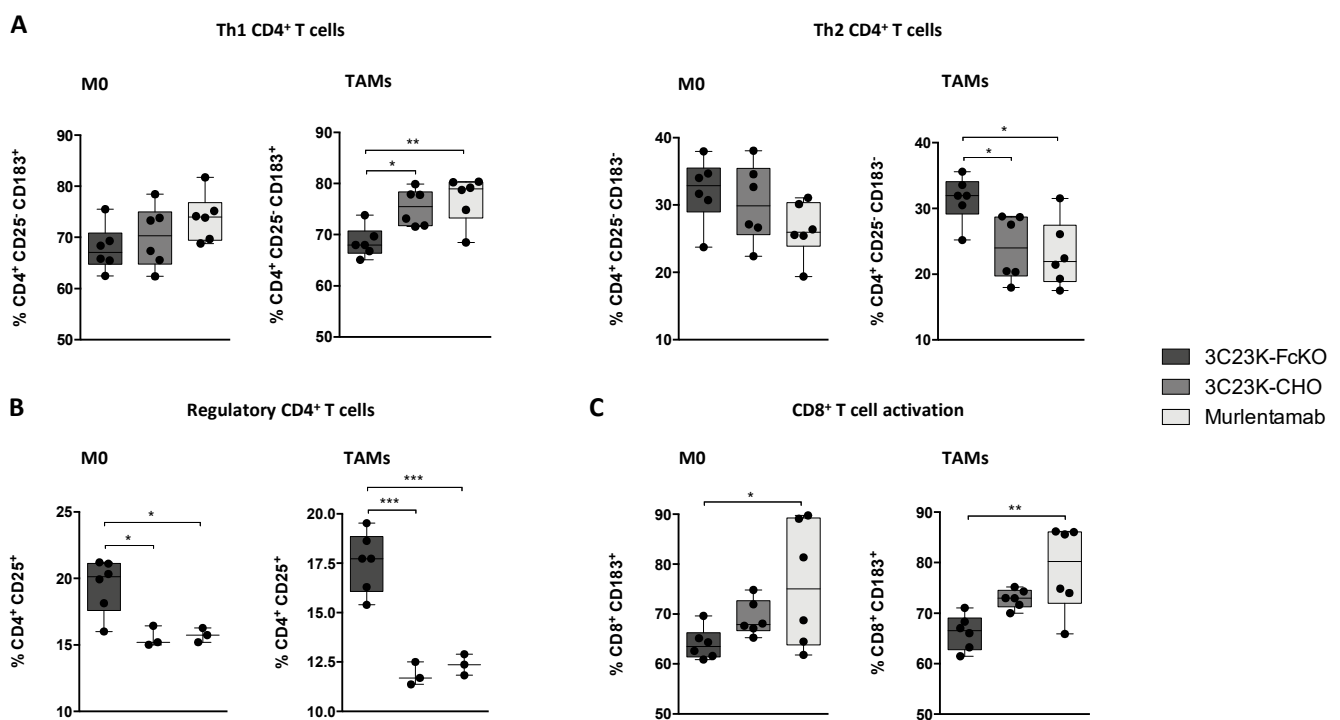 A
Th1 CD4⁺ T cells
Th2 CD4⁺ T cells
M0
TAMs
M0
TAMs
% CD4⁺ CD25⁻ CD183⁺
90
80
70
60
50
% CD4⁺ CD25⁻ CD183⁺
90
80
70
60
50
*
**
% CD4⁺ CD25⁻ CD183⁻
40
30
20
10
% CD4⁺ CD25⁻ CD183⁻
40
30
20
10
*
*
3C23K-FcKO
3C23K-CHO
Murlentamab
B
Regulatory CD4⁺ T cells
M0
TAMs
% CD4⁺ CD25⁺
25
20
15
10
*
*
% CD4⁺ CD25⁺
20.0
17.5
15.0
12.5
10.0
***
***
C
CD8⁺ T cell activation
M0
TAMs
% CD8⁺ CD183⁺
90
80
70
60
50
*
% CD8⁺ CD183⁺
90
80
70
60
50
**